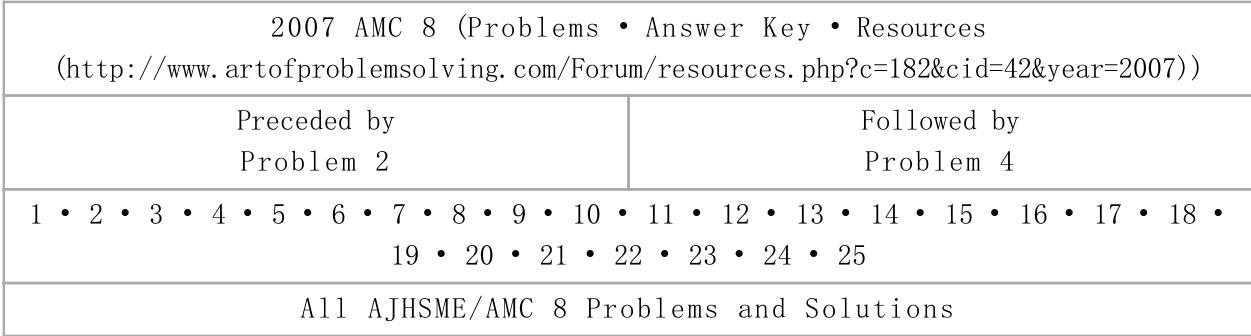 2007 AMC 8 (Problems • Answer Key • Resources
(http://www.artofproblemsolving.com/Forum/resources.php?c=182&cid=42&year=2007))
Preceded by
Problem 2
Followed by
Problem 4
1 • 2 • 3 • 4 • 5 • 6 • 7 • 8 • 9 • 10 • 11 • 12 • 13 • 14 • 15 • 16 • 17 • 18 •
19 • 20 • 21 • 22 • 23 • 24 • 25
All AJHSME/AMC 8 Problems and Solutions